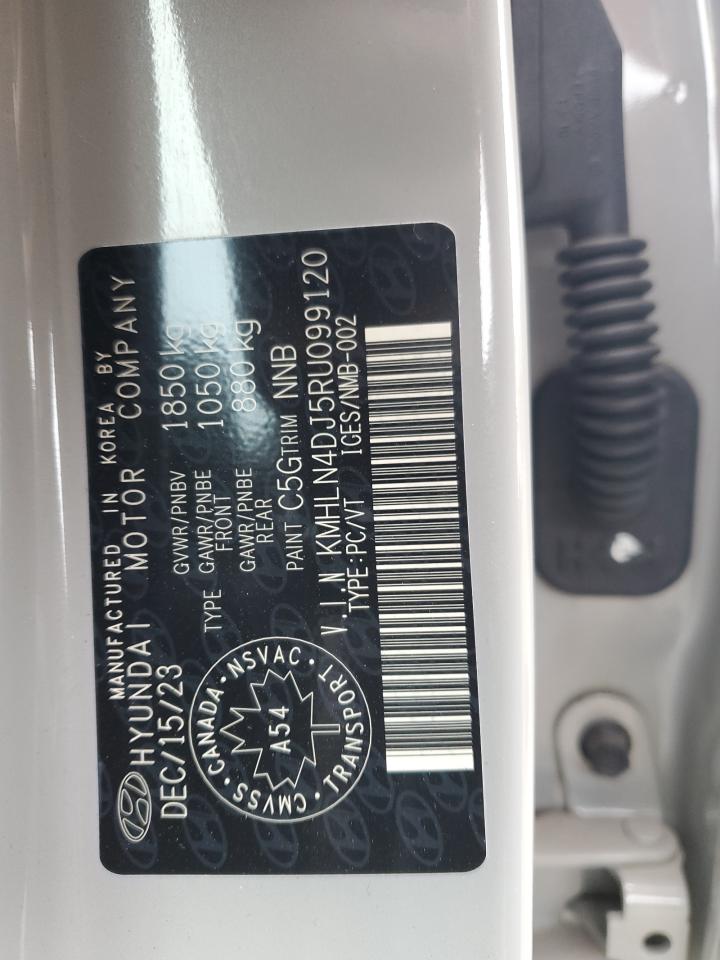 MANUFACTURED IN KOREA BY
HYUNDAI MOTOR COMPANY
DEC/15/23
GVWR/PNBV 1850 kg
TYPE GAWR/PNBE 1050 kg
FRONT
GAWR/PNBE 880 kg
REAR
PAINT C5G TRIM NNB
V.I.N KMHLN4DJ5RU099120
TYPE:PC/VT ICES/NMB-002
CANADA · NSVAC · TRANSPORT · CMVSS ·
A54